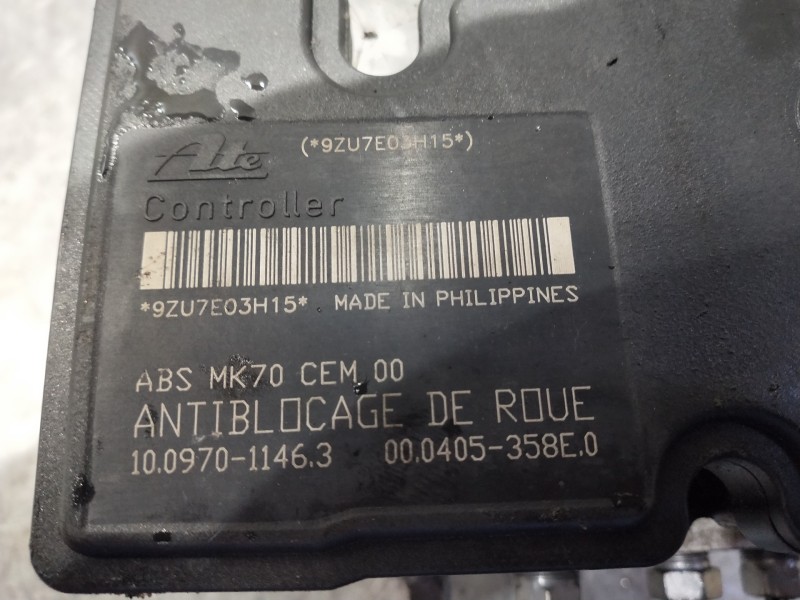 (*9ZU7E03H15*)
Ate
Controller
*9ZU7E03H15* MADE IN PHILIPPINES
ABS MK70 CEM 00
ANTIBLOCAGE DE ROUE
10.0970-1146.3 00.0405-358E.0